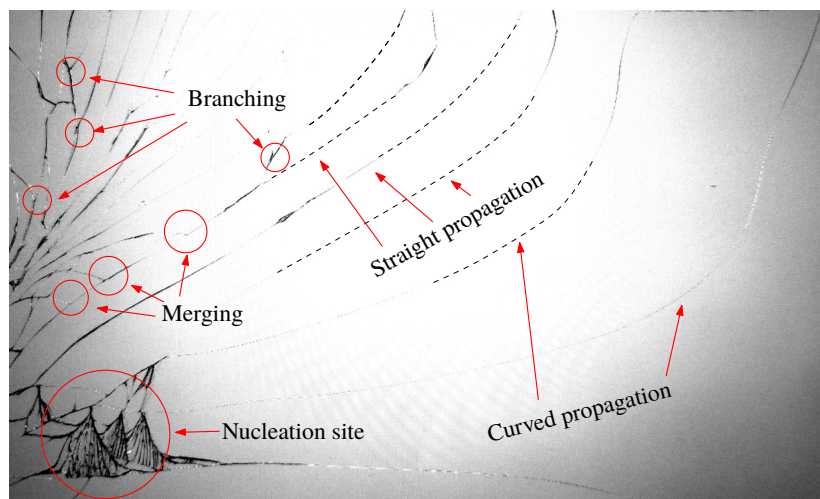 Branching
Straight propagation
Merging
Curved propagation
Nucleation site